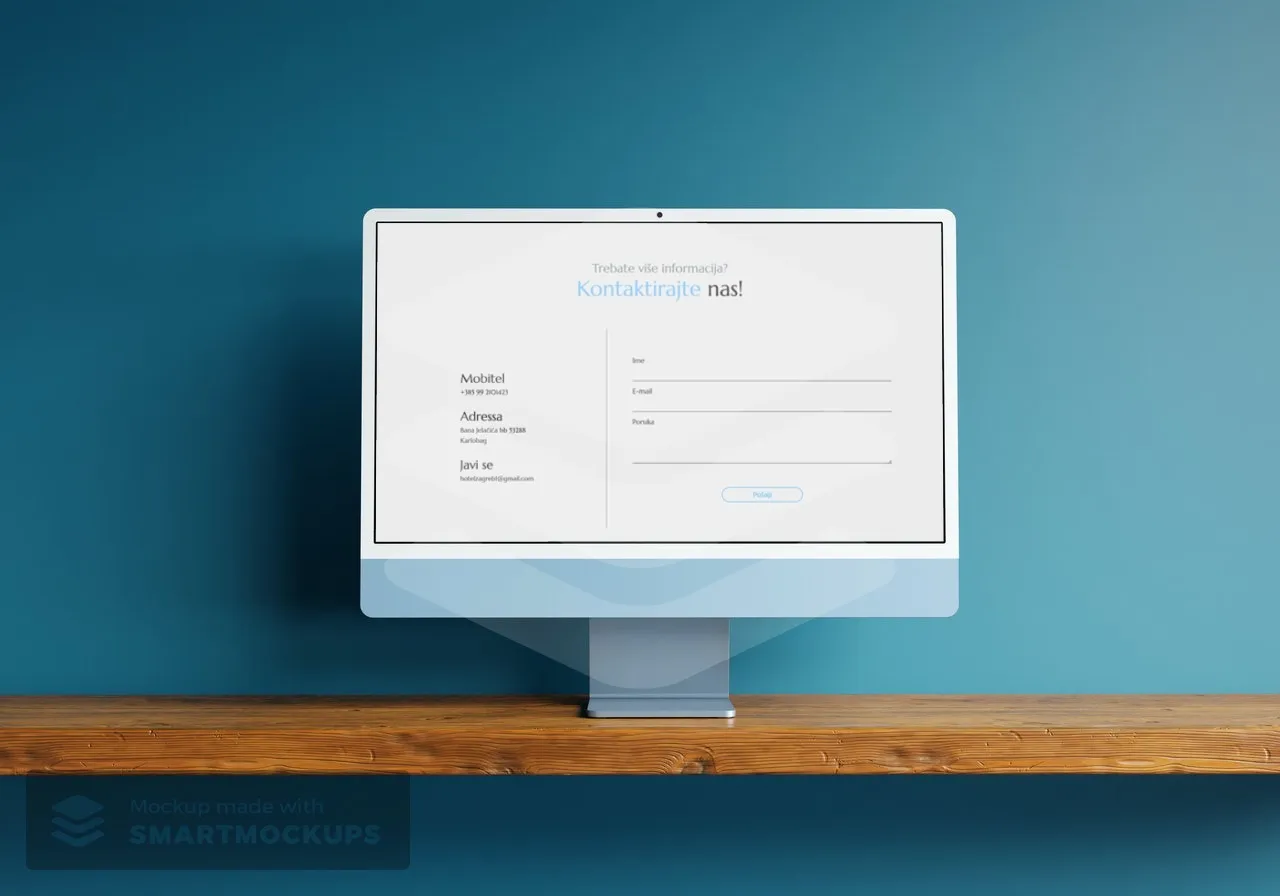 Trebate više informacija?
Kontaktirajte nas!
Mobitel
+385 99 2101423
Adressa
Bana Jelačića bb 53288
Karlobag
Javi se
hotelzagreb1@gmail.com
Ime
E-mail
Poruka
Pošalji
Mockup made with
SMARTMOCKUPS